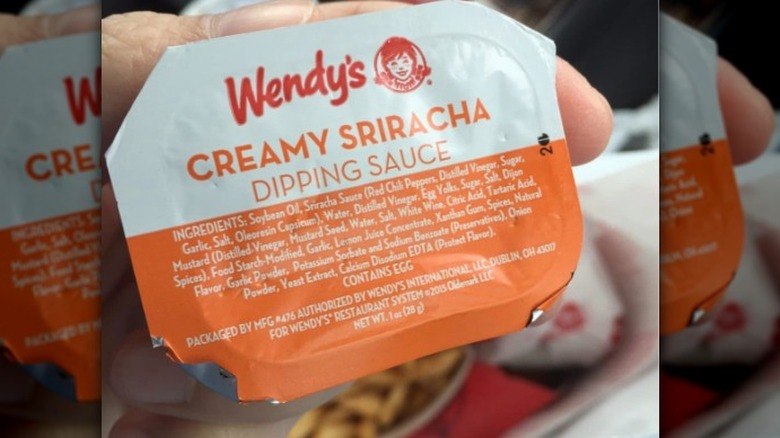 Wendy's
CREAMY SRIRACHA
DIPPING SAUCE
INGREDIENTS: Soybean Oil, Sriracha Sauce (Red Chili Peppers, Distilled Vinegar, Sugar,
Garlic, Salt, Oleoresin Capsicum), Water, Distilled Vinegar, Egg Yolks, Sugar, Salt, Dijon
Mustard (Distilled Vinegar, Mustard Seed, Water, Salt, White Wine, Citric Acid, Tartaric Acid,
Spices), Food Starch-Modified, Garlic, Lemon Juice Concentrate, Xanthan Gum, Spices, Natural
Flavor, Garlic Powder, Potassium Sorbate and Sodium Benzoate (Preservatives), Onion
Powder, Yeast Extract, Calcium Disodium EDTA (Protect Flavor).
CONTAINS EGG
PACKAGED BY MFG #476 AUTHORIZED BY WENDY'S INTERNATIONAL, LLC, DUBLIN, OH 43017
FOR WENDY'S® RESTAURANT SYSTEM ©2015 Oldemark LLC
NET WT. 1 oz (28 g)